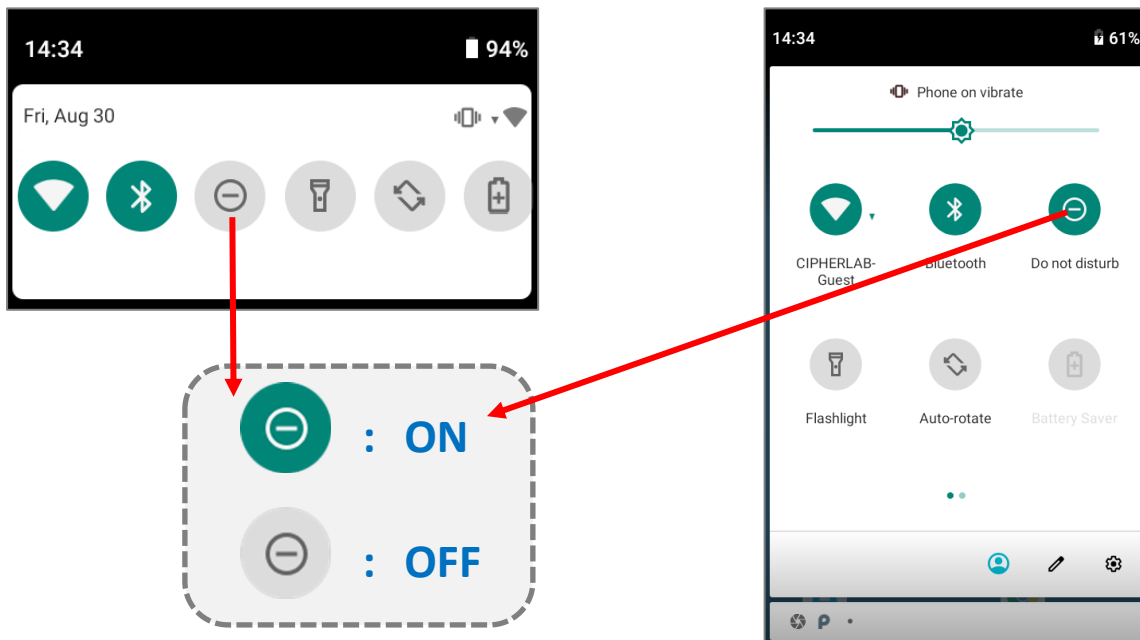 14:34
94%
Fri, Aug 30
: ON
: OFF
14:34
61%
Phone on vibrate
CIPHERLAB-
Guest
Bluetooth
Do not disturb
Flashlight
Auto-rotate
Battery Saver